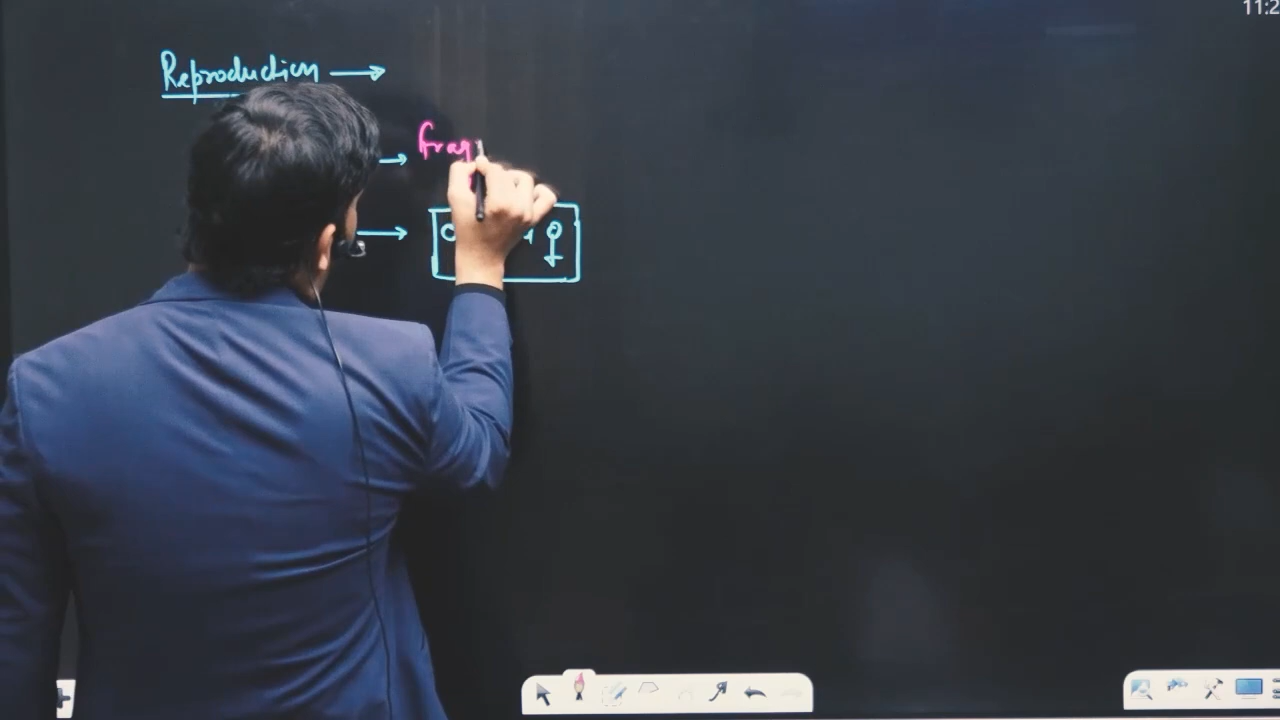 Reproduction →
→ frag
→ ♀
11:2